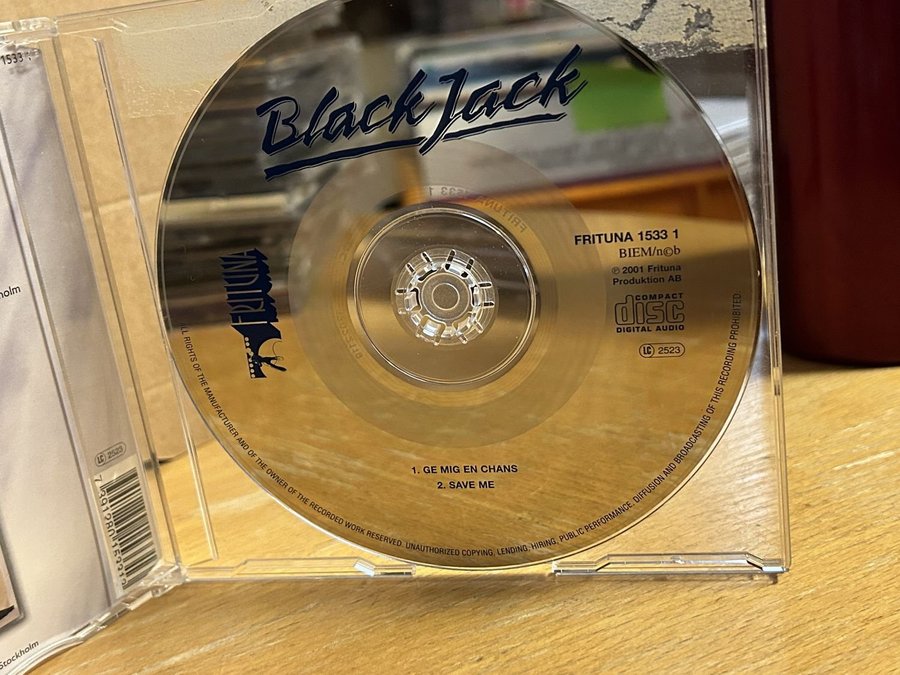 1533
Black Jack
FRITUNA 1533 1
BIEM/n©b
℗ 2001 Frituna
Produktion AB
COMPACT
disc
DIGITAL AUDIO
LC 2523
FRITUNA
1. GE MIG EN CHANS
2. SAVE ME
ALL RIGHTS OF THE MANUFACTURER AND OF THE OWNER OF THE RECORDED WORK RESERVED. UNAUTHORIZED COPYING, LENDING, HIRING, PUBLIC PERFORMANCE, DIFFUSION AND BROADCASTING OF THIS RECORDING PROHIBITED
holm
LC 2523
Stockholm